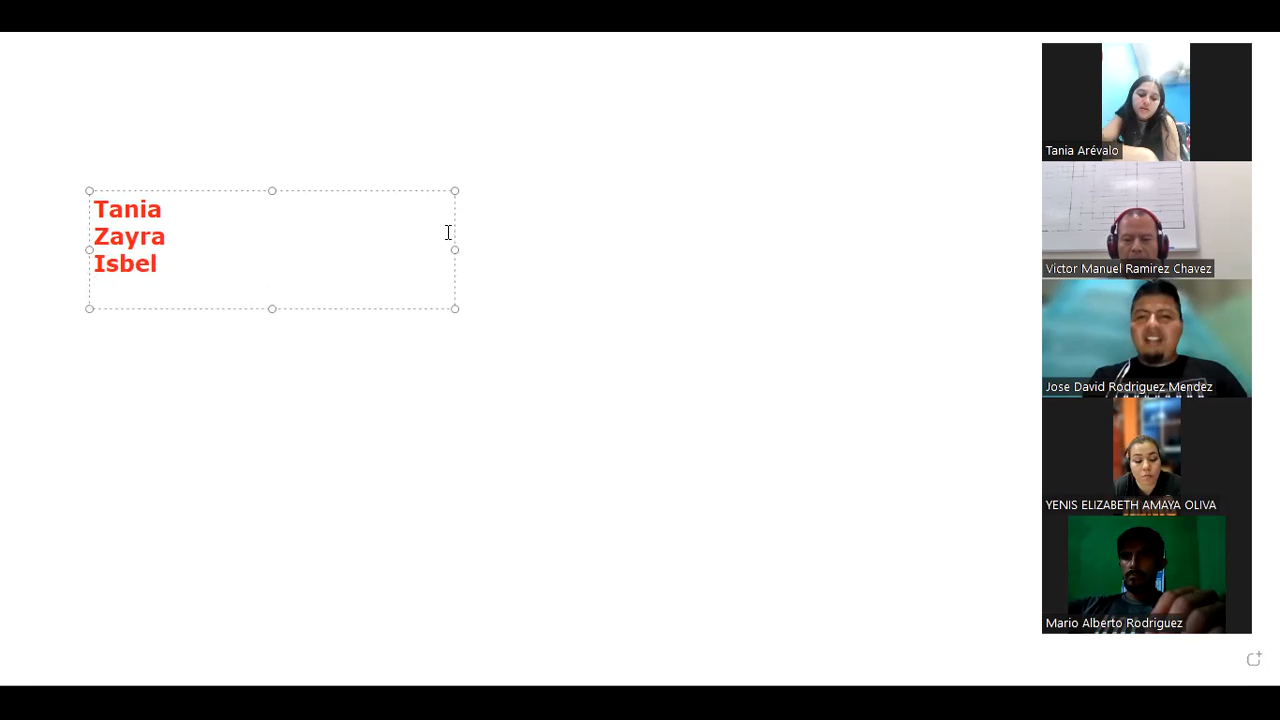 Tania
Zayra
Isbel
Tania Arévalo
Victor Manuel Ramirez Chavez
Jose David Rodriguez Mendez
YENIS ELIZABETH AMAYA OLIVA
Mario Alberto Rodriguez